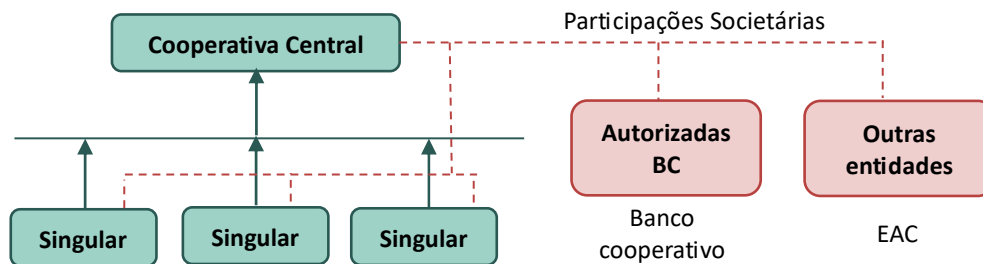 Participações Societárias
Cooperativa Central
Autorizadas
BC
Outras
entidades
Singular
Singular
Singular
Banco
cooperativo
EAC